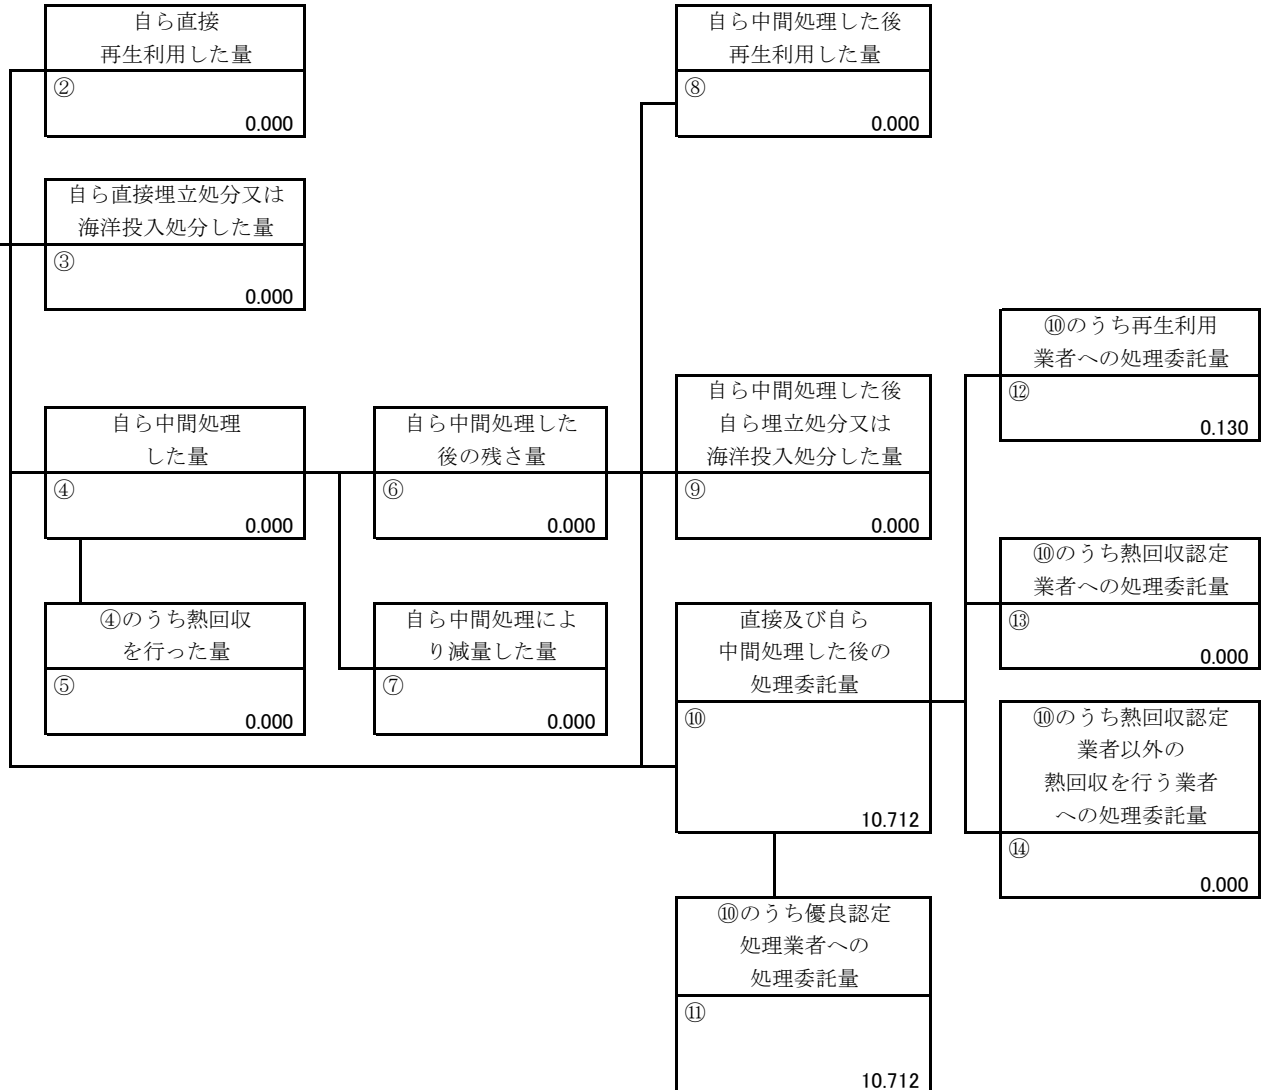 自ら直接
再生利用した量
②
0.000
自ら中間処理した後
再生利用した量
⑧
0.000
自ら直接埋立処分又は
海洋投入処分した量
③
0.000
⑩のうち再生利用
業者への処理委託量
⑫
0.130
自ら中間処理
した量
④
0.000
自ら中間処理した
後の残さ量
⑥
0.000
自ら中間処理した後
自ら埋立処分又は
海洋投入処分した量
⑨
0.000
⑩のうち熱回収認定
業者への処理委託量
⑬
0.000
④のうち熱回収
を行った量
⑤
0.000
自ら中間処理によ
り減量した量
⑦
0.000
直接及び自ら
中間処理した後の
処理委託量
⑩
10.712
⑩のうち熱回収認定
業者以外の
熱回収を行う業者
への処理委託量
⑭
0.000
⑩のうち優良認定
処理業者への
処理委託量
⑪
10.712